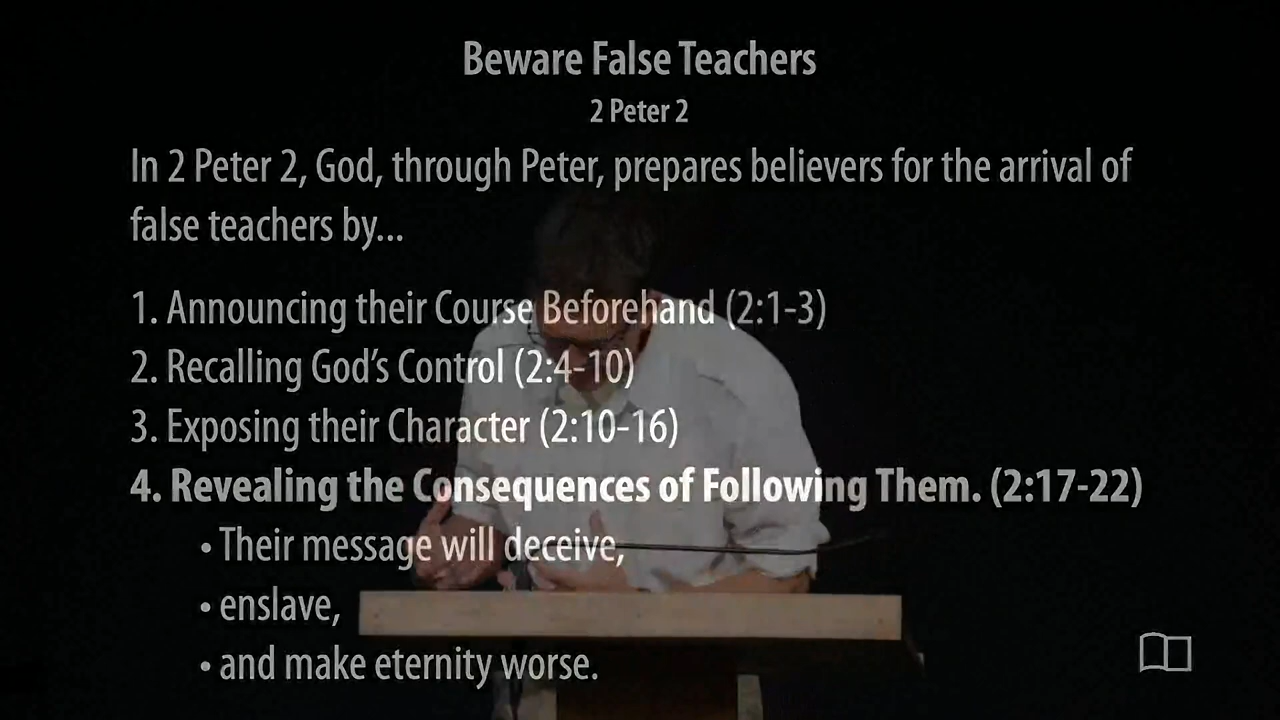 Beware False Teachers
2 Peter 2
In 2 Peter 2, God, through Peter, prepares believers for the arrival of
false teachers by...
1. Announcing their Course Beforehand (2:1-3)
2. Recalling God’s Control (2:4-10)
3. Exposing their Character (2:10-16)
4. Revealing the Consequences of Following Them. (2:17-22)
• Their message will deceive,
• enslave,
• and make eternity worse.